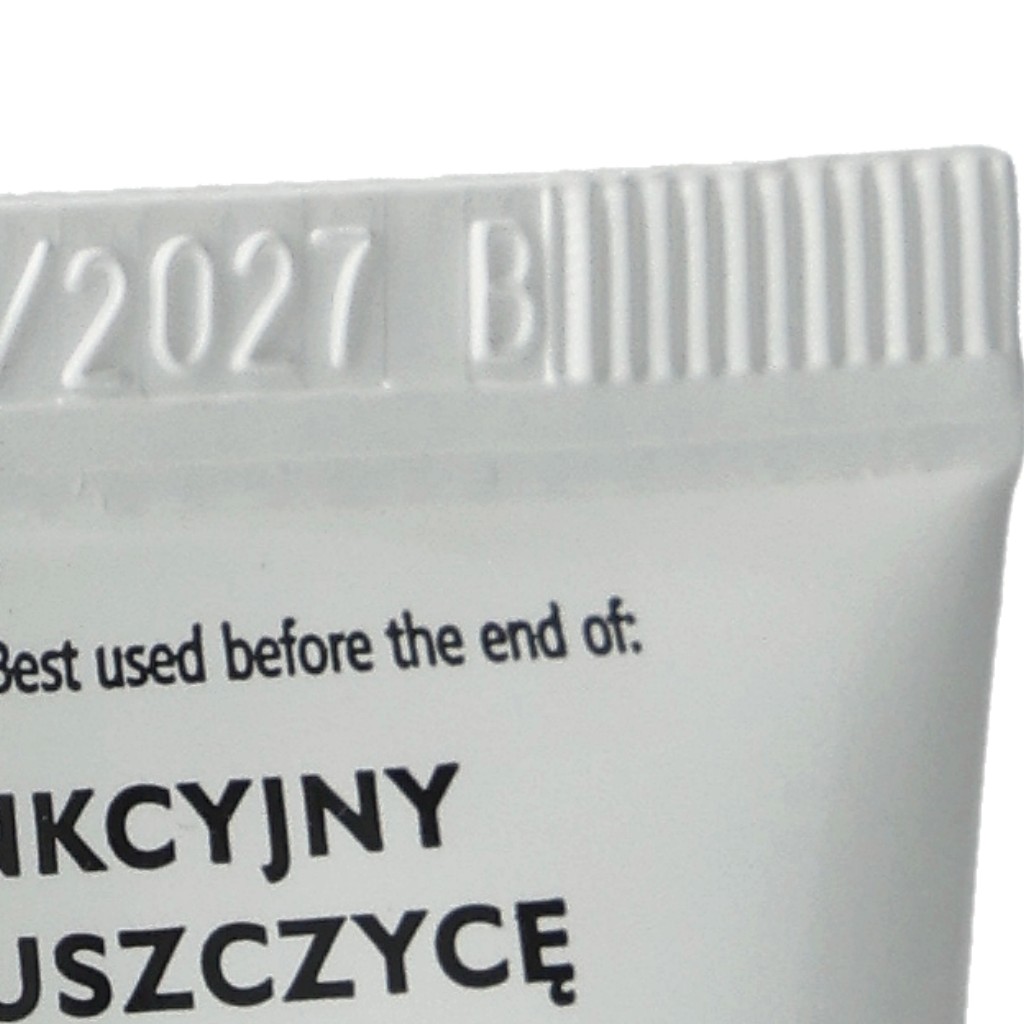 /2027 B
Best used before the end of:
NKCYJNY
USZCZYCĘ